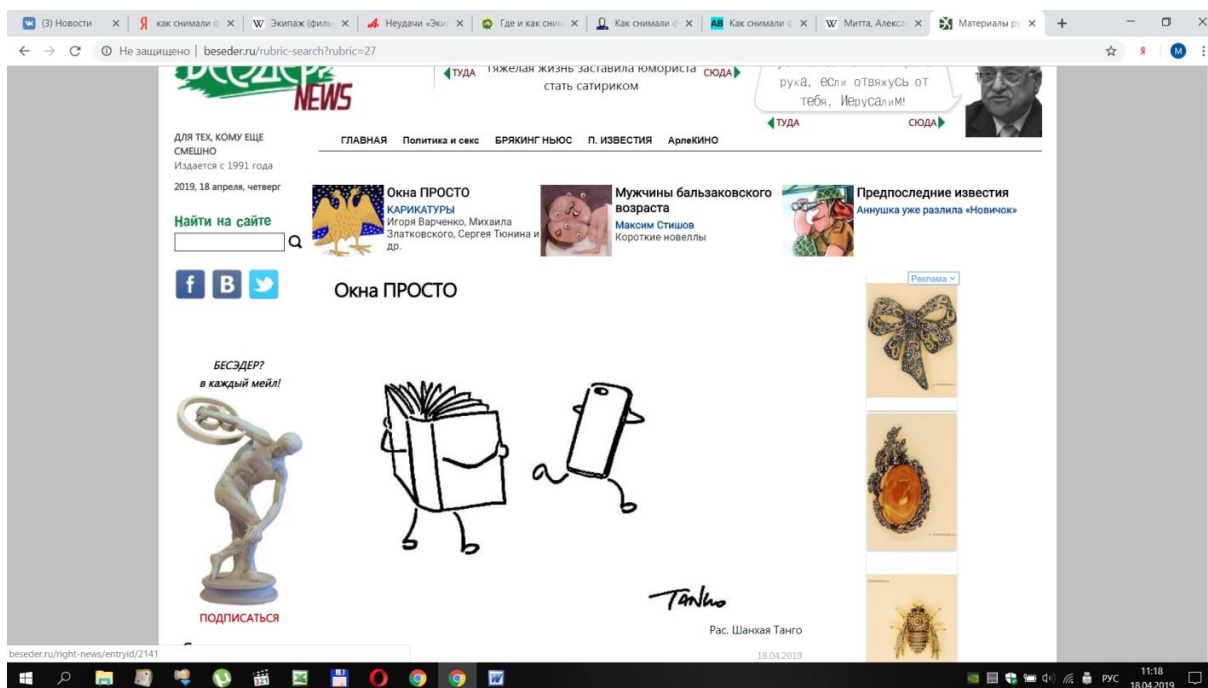 (3) Новости
как снимали ф
Экипаж (филь
Неудачи «Эки
Где и как сним
Как снимали ф
Как снимали ф
Митта, Алекса
Материалы ру
Не защищено | beseder.ru/rubric-search?rubric=27
М
Беседер?
NEWS
ТУДА
тяжелая жизнь заставила юмориста
стать сатириком
СЮДА
рука, если отвяжусь от
тебя, Иерусалим!
ТУДА
СЮДА
ДЛЯ ТЕХ, КОМУ ЕЩЕ
СМЕШНО
Издается с 1991 года
2019, 18 апреля, четверг
ГЛАВНАЯ Политика и секс БРЯКИНГ НЬЮС П. ИЗВЕСТИЯ АрлеКИНО
Найти на сайте
Окна ПРОСТО
КАРИКАТУРЫ
Игоря Варченко, Михаила
Златковского, Сергея Тюнина и
др.
Мужчины бальзаковского
возраста
Максим Стишов
Короткие новеллы
Предпоследние известия
Аннушка уже разлила «Новичок»
Окна ПРОСТО
Реклама
БЕСЭДЕР?
в каждый мейл!
ПОДПИСАТЬСЯ
TANGO
Рас. Шанхая Танго
18.04.2019
beseder.ru/right-news/entryid/2141
РУС
11:18
18.04.2019